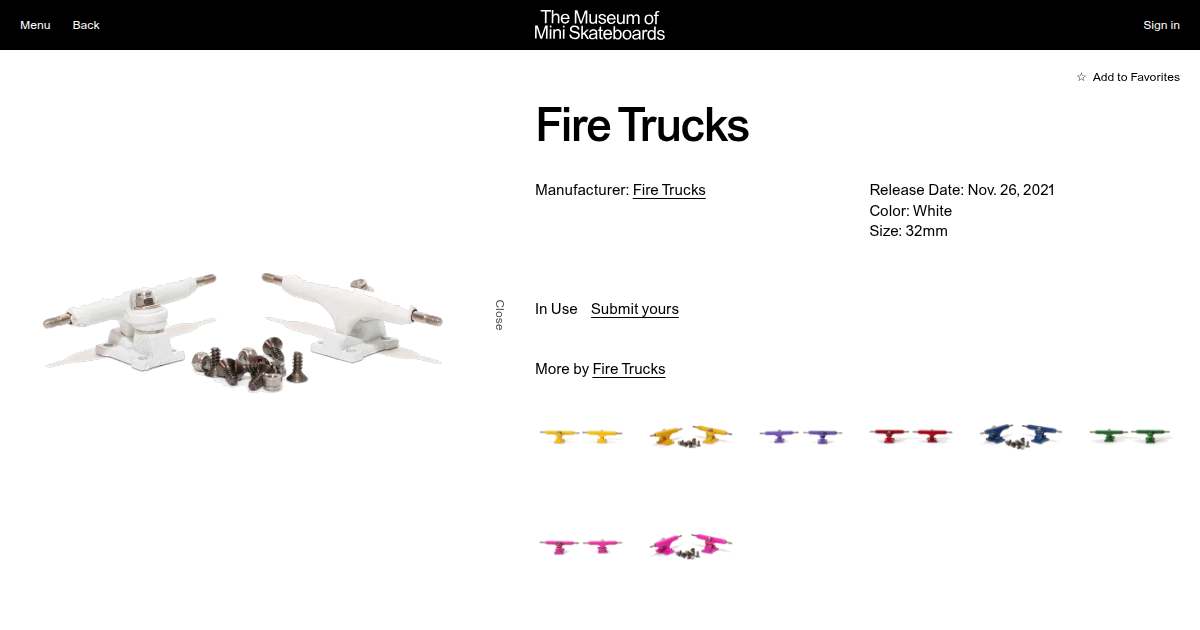 Menu
Back
The Museum of
Mini Skateboards
Sign in
☆ Add to Favorites
Fire Trucks
Manufacturer: Fire Trucks
Release Date: Nov. 26, 2021
Color: White
Size: 32mm
Close
In Use
Submit yours
More by Fire Trucks